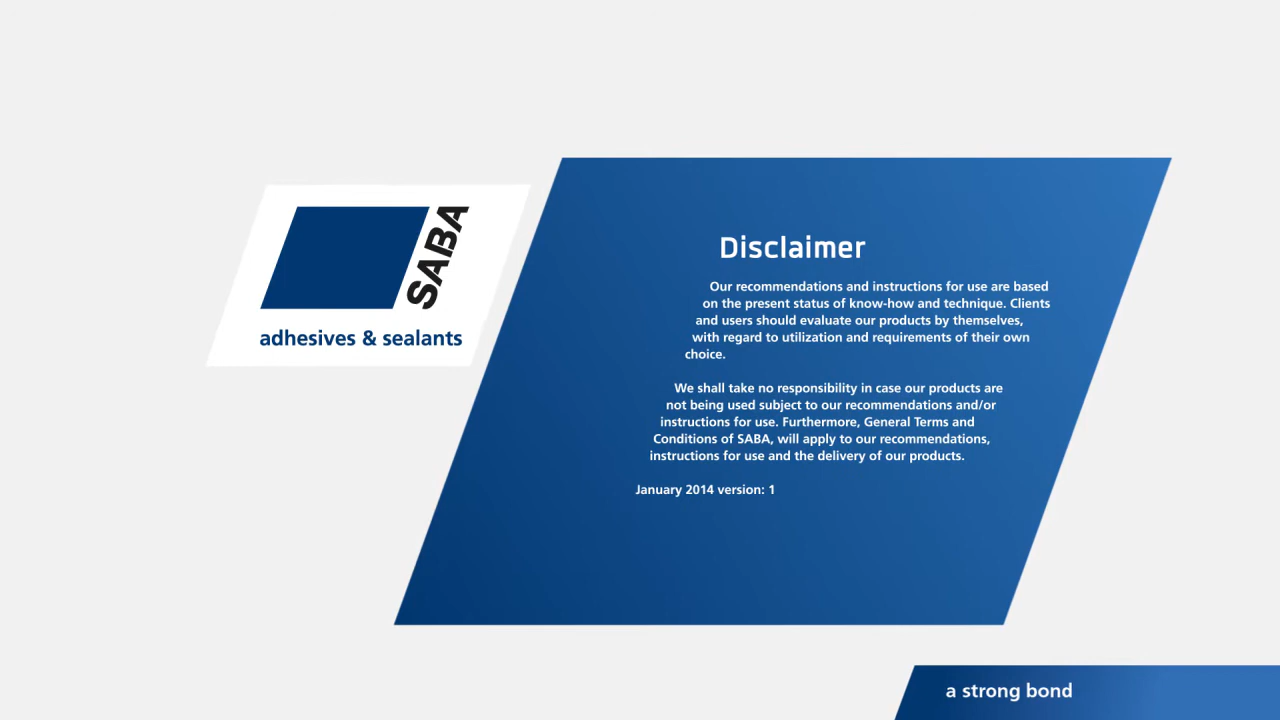 SABA
adhesives & sealants
Disclaimer
Our recommendations and instructions for use are based
on the present status of know-how and technique. Clients
and users should evaluate our products by themselves,
with regard to utilization and requirements of their own
choice.
We shall take no responsibility in case our products are
not being used subject to our recommendations and/or
instructions for use. Furthermore, General Terms and
Conditions of SABA, will apply to our recommendations,
instructions for use and the delivery of our products.
January 2014 version: 1
a strong bond